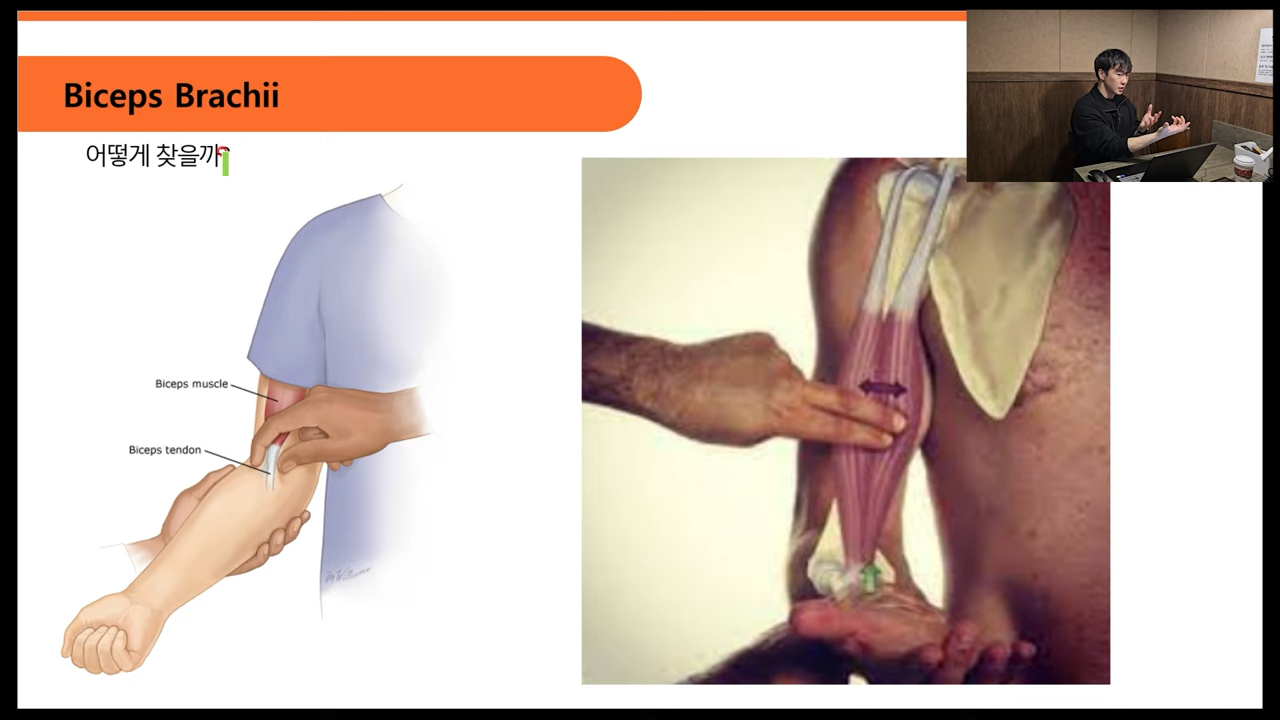 Biceps Brachii
어떻게 찾을까?
Biceps muscle
Biceps tendon